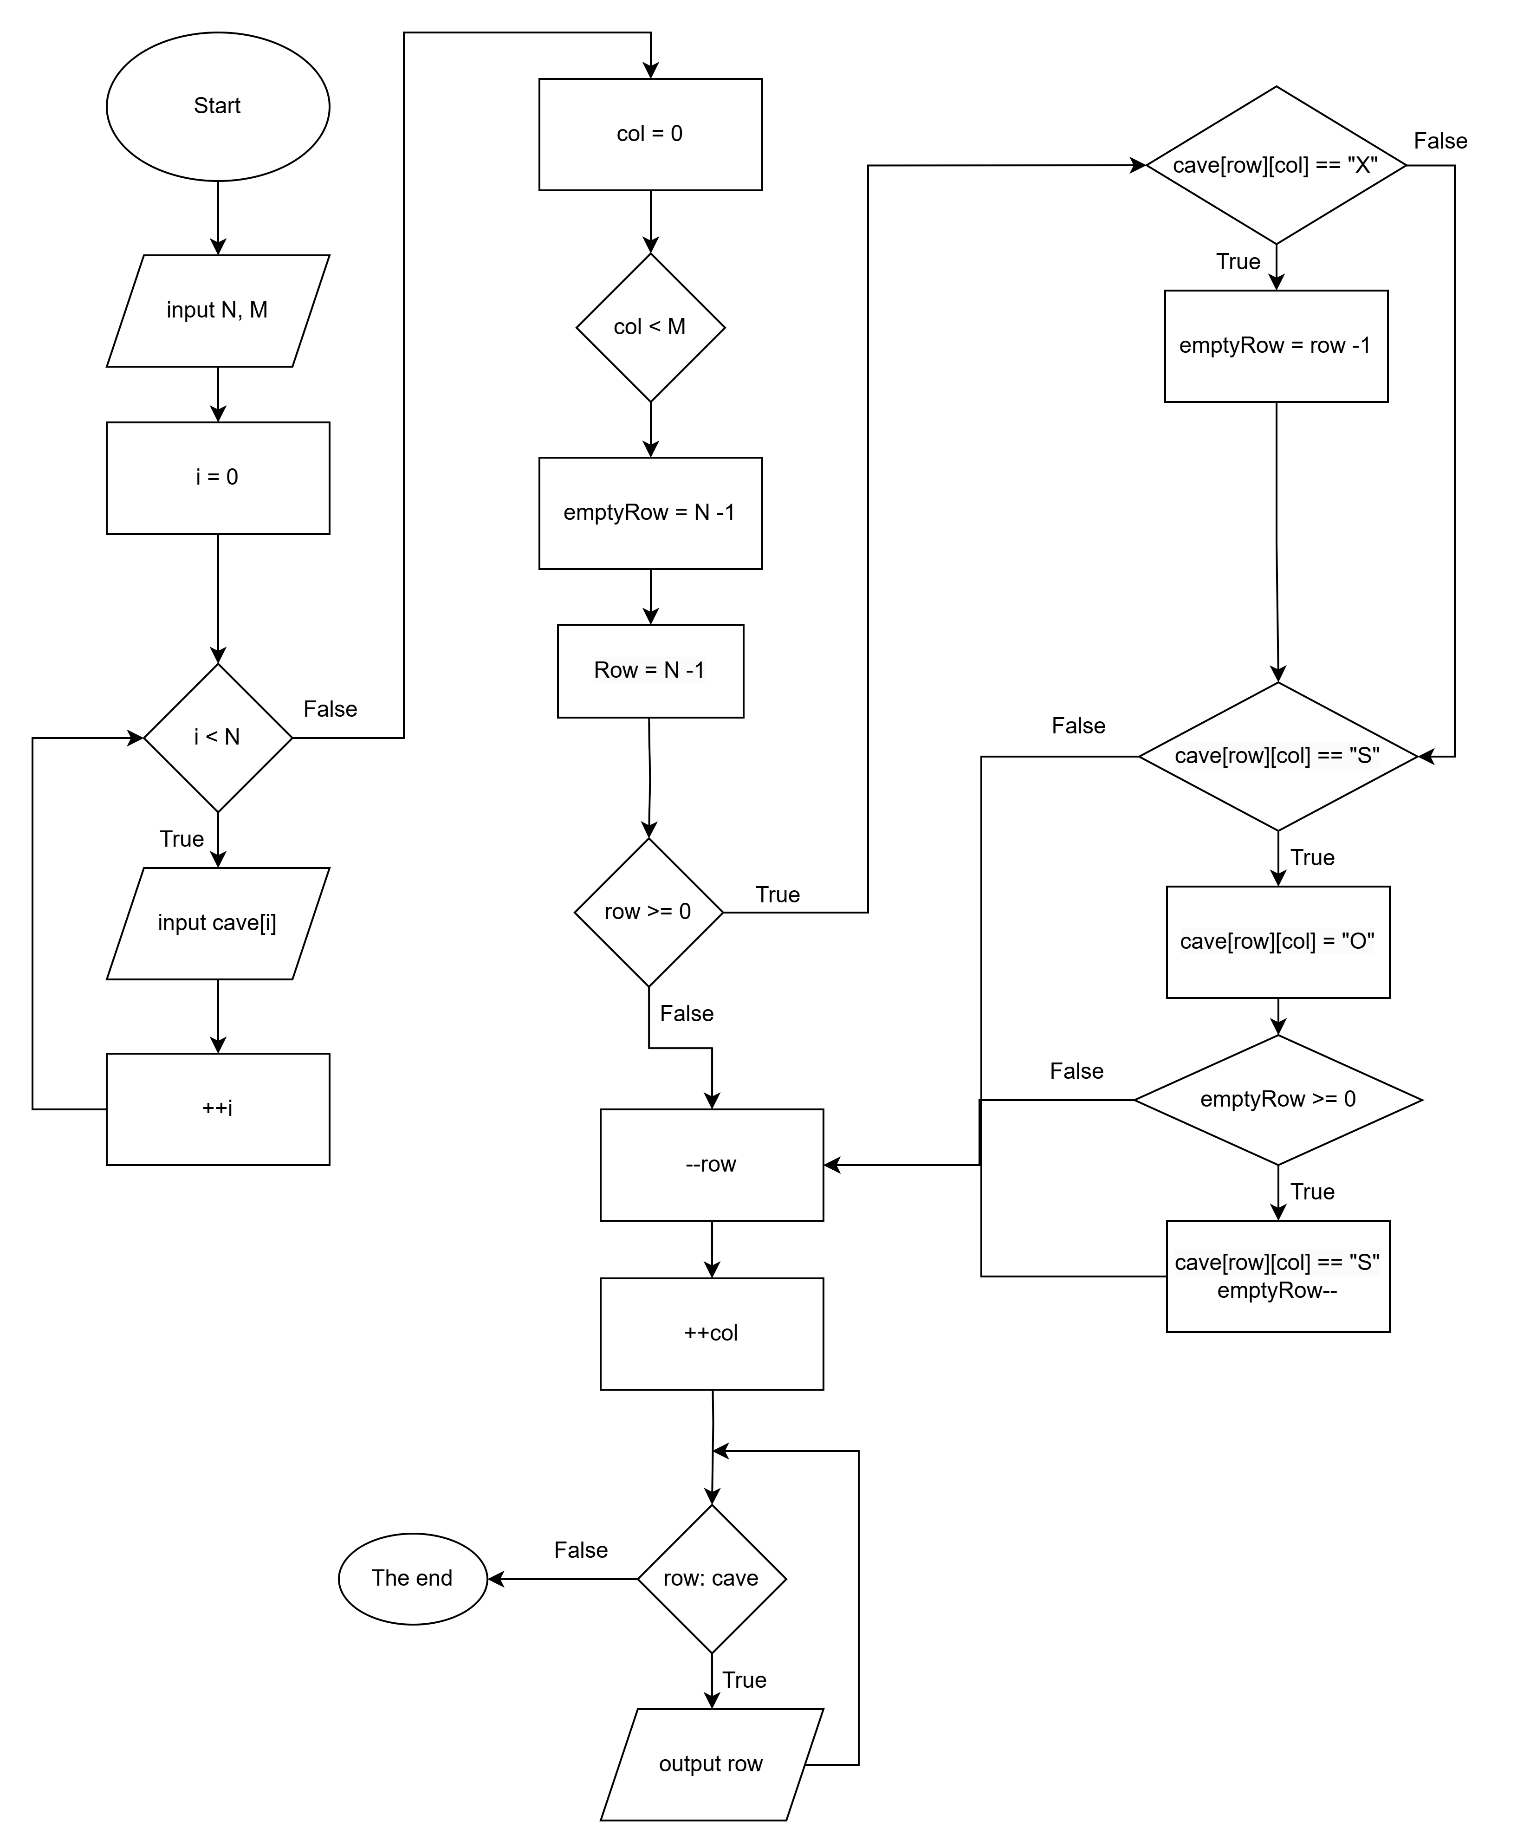 Start
input N, M
i = 0
i < N
False
True
input cave[i]
++i
col = 0
col < M
emptyRow = N -1
Row = N -1
row >= 0
True
False
--row
++col
row: cave
False
The end
True
output row
cave[row][col] == "X"
False
True
emptyRow = row -1
cave[row][col] == "S"
False
True
cave[row][col] = "O"
emptyRow >= 0
False
True
cave[row][col] == "S"
emptyRow--